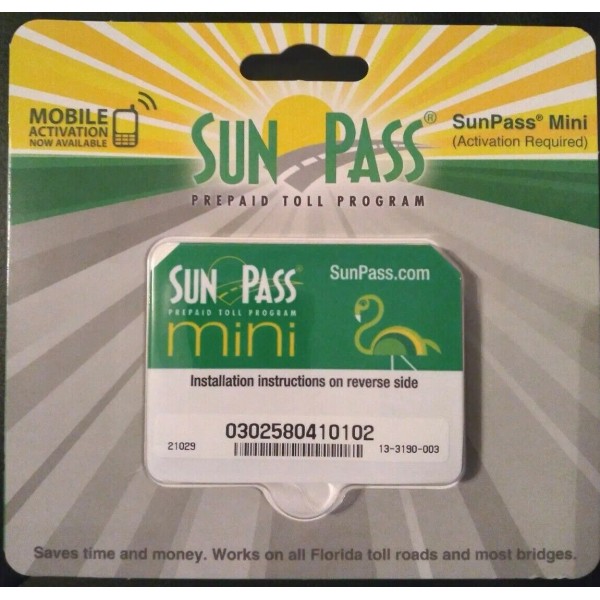 MOBILE
ACTIVATION
NOW AVAILABLE
SUN PASS®
PREPAID TOLL PROGRAM
SunPass® Mini
(Activation Required)
SUN PASS
PREPAID TOLL PROGRAM
mini
SunPass.com
Installation instructions on reverse side
0302580410102
21029
13-3190-003
Saves time and money. Works on all Florida toll roads and most bridges.